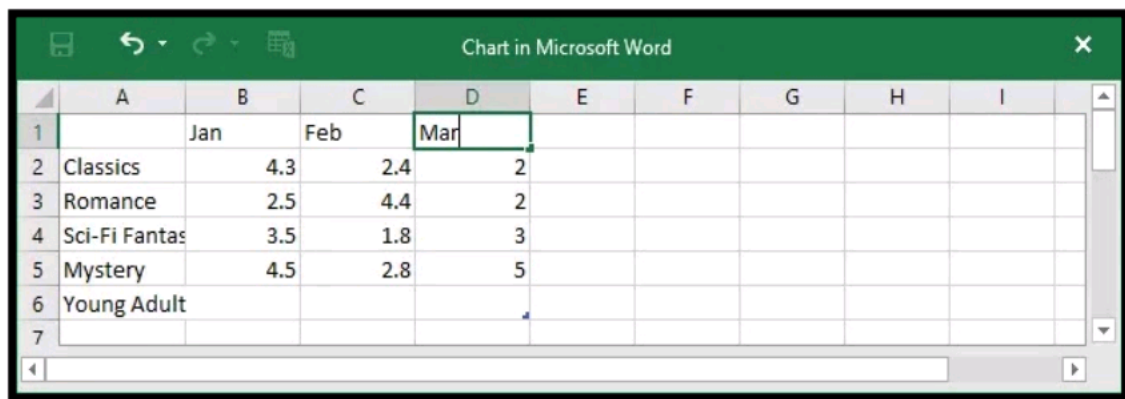 Chart in Microsoft Word
A B C D E F G H I
1 Jan Feb Mar
2 Classics 4.3 2.4 2
3 Romance 2.5 4.4 2
4 Sci-Fi Fantas 3.5 1.8 3
5 Mystery 4.5 2.8 5
6 Young Adult
7